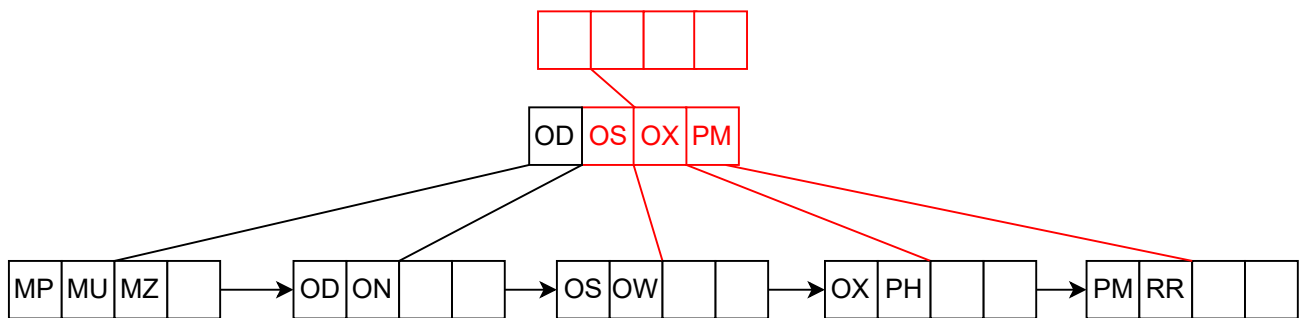 OD OS OX PM
MP MU MZ OD ON OS OW OX PH PM RR